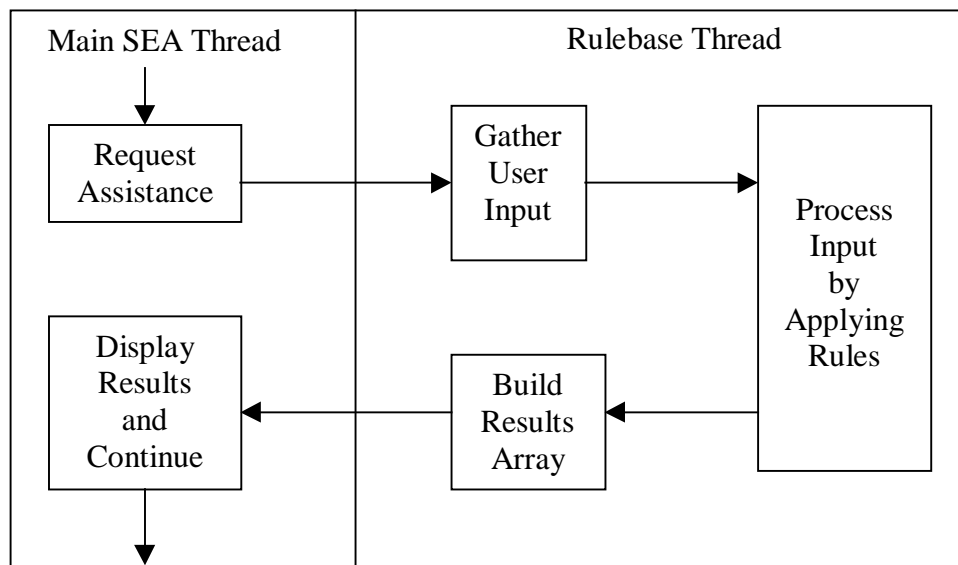 Main SEA Thread
Rulebase Thread
Request
Assistance
Gather
User
Input
Process
Input
by
Applying
Rules
Display
Results
and
Continue
Build
Results
Array